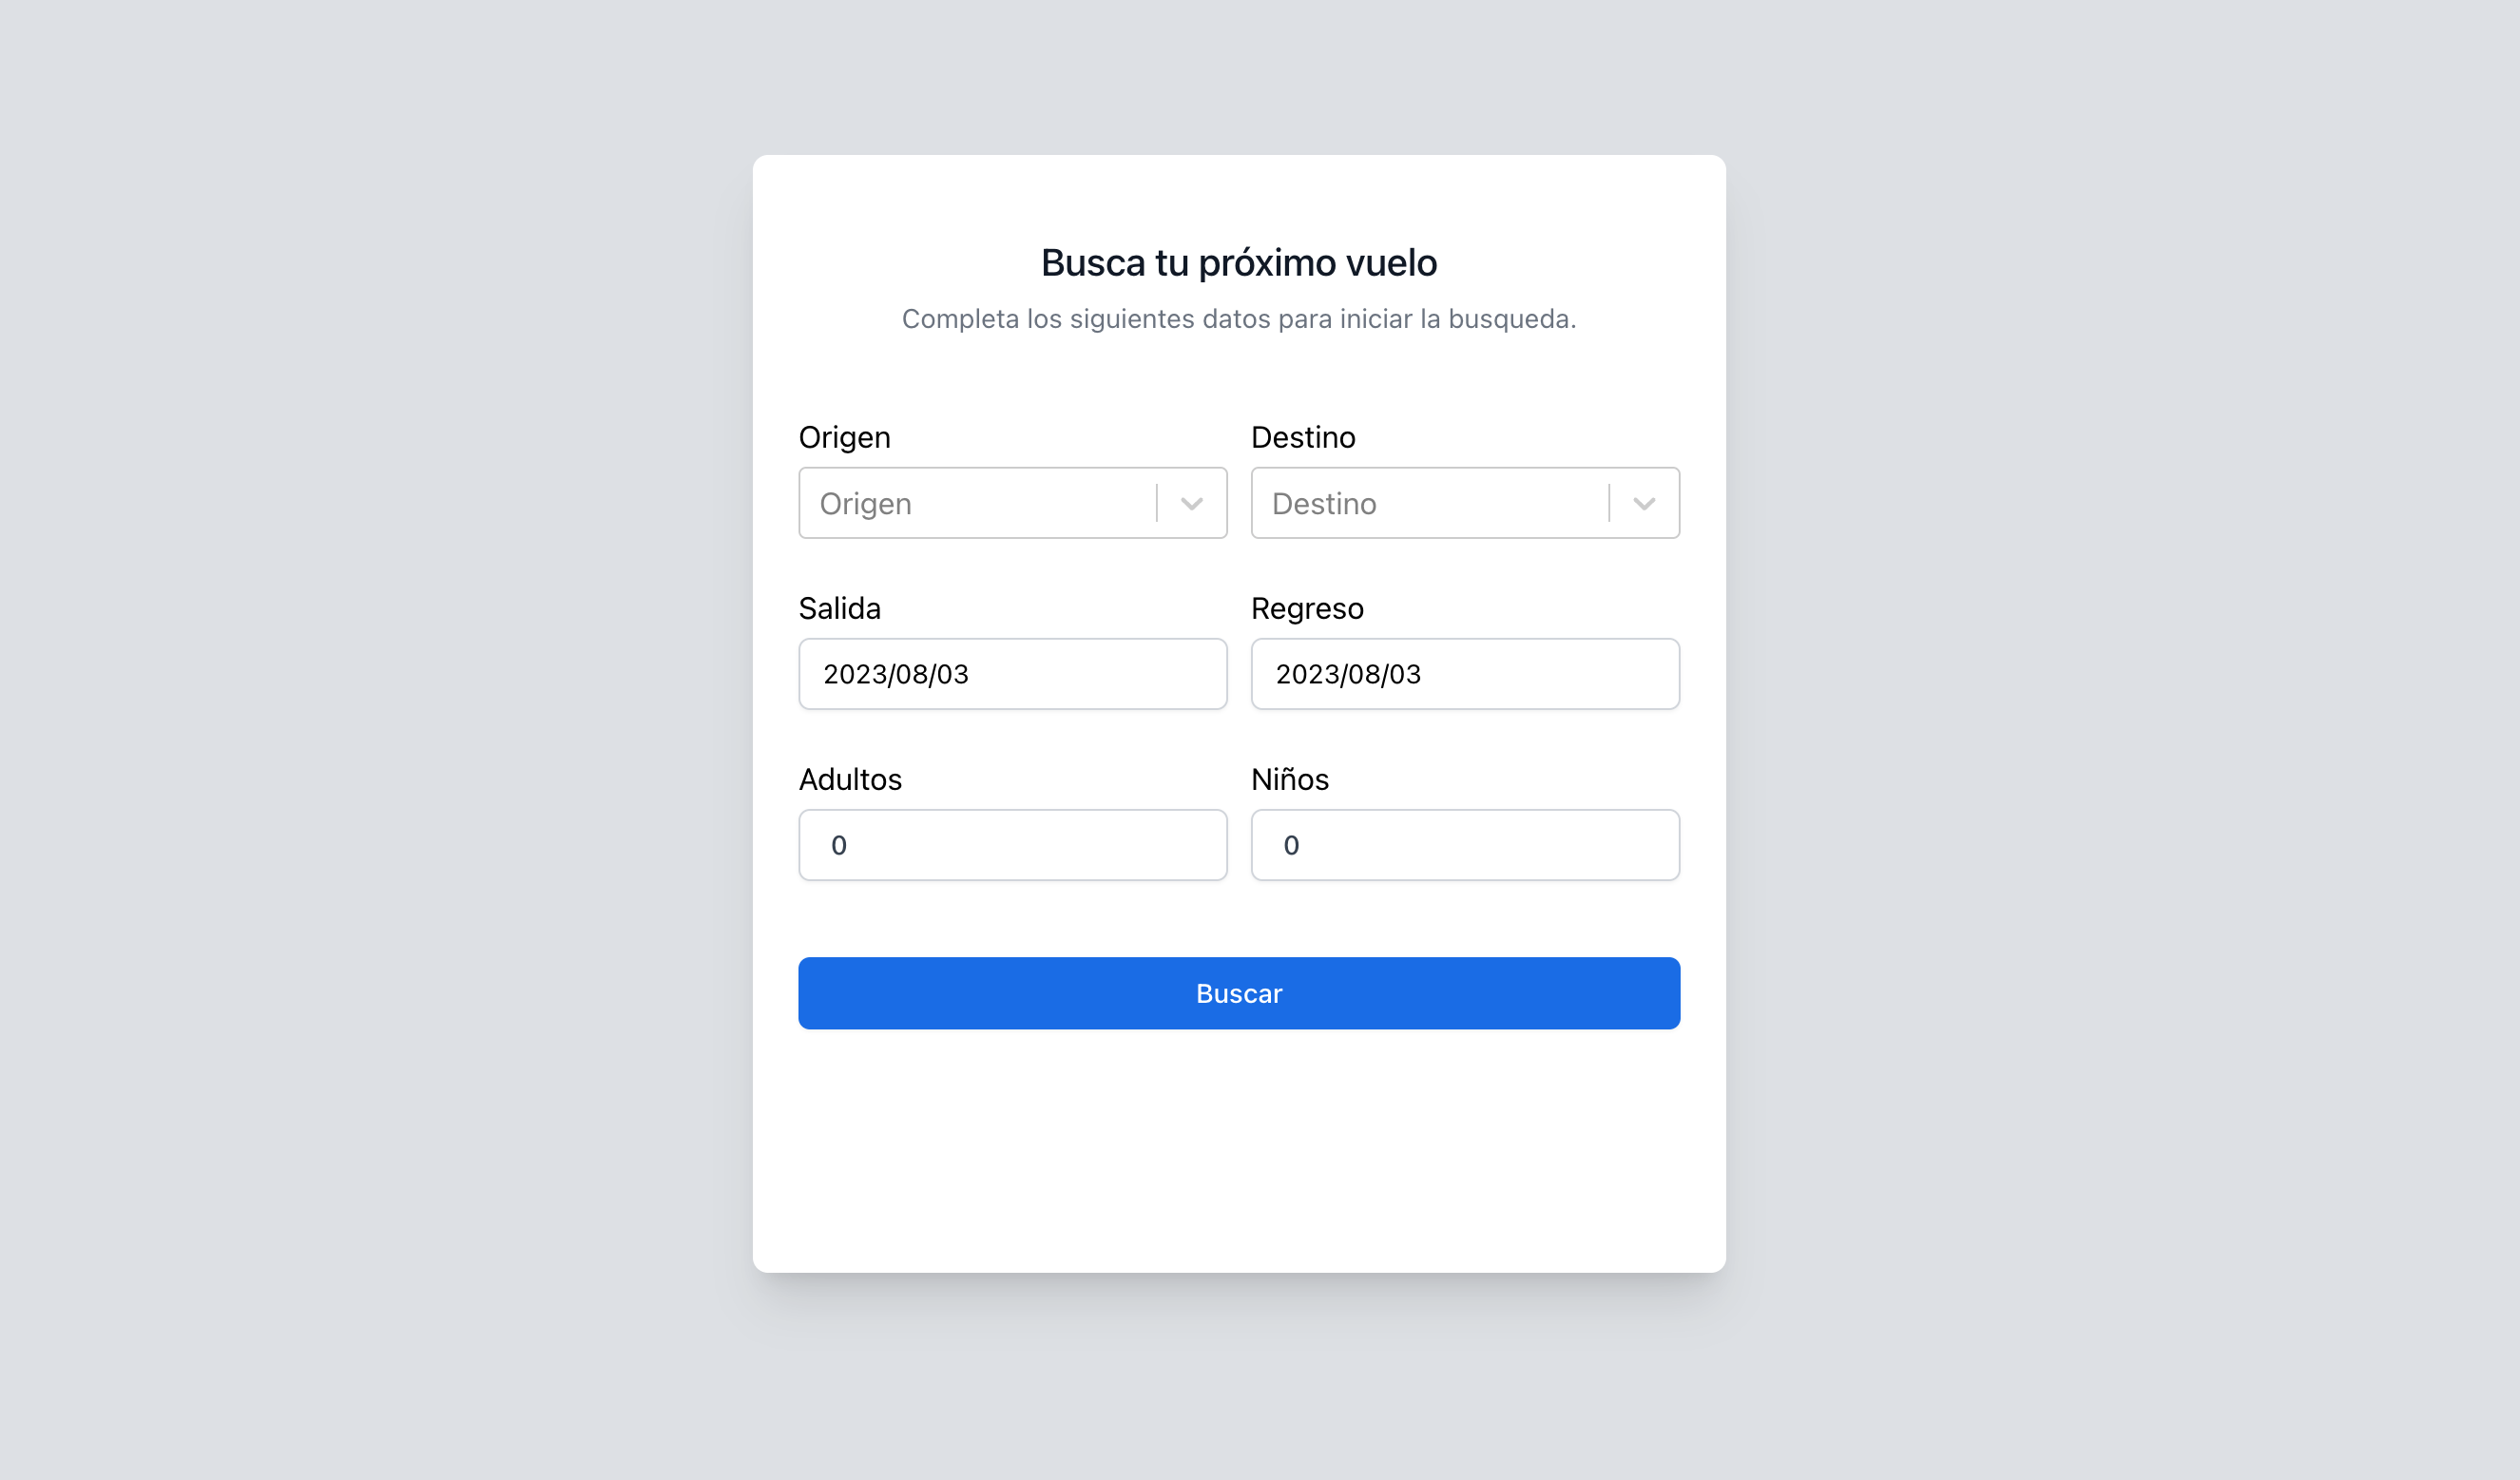 Busca tu próximo vuelo
Completa los siguientes datos para iniciar la busqueda.
Origen Destino
Origen Destino
Salida Regreso
2023/08/03 2023/08/03
Adultos Niños
0 0
Buscar